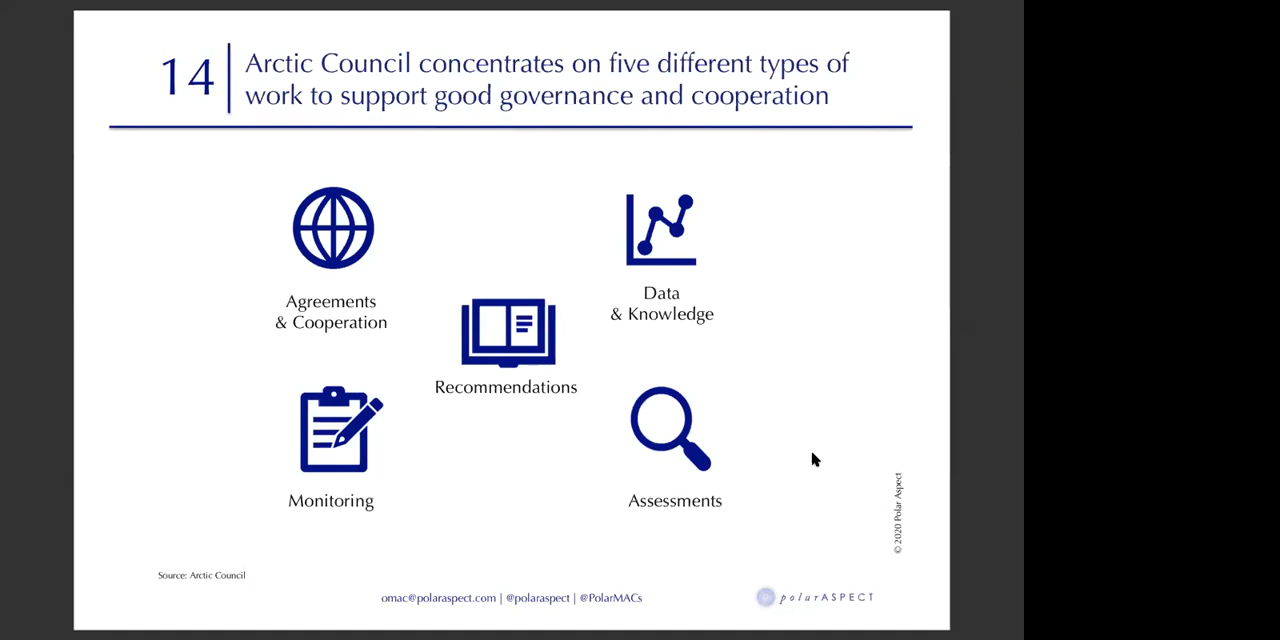 14
Arctic Council concentrates on five different types of
work to support good governance and cooperation
Agreements
& Cooperation
Data
& Knowledge
Recommendations
Monitoring
Assessments
© 2020 Polar Aspect
Source: Arctic Council
omac@polaraspect.com | @polaraspect | @PolarMACs
polarASPECT